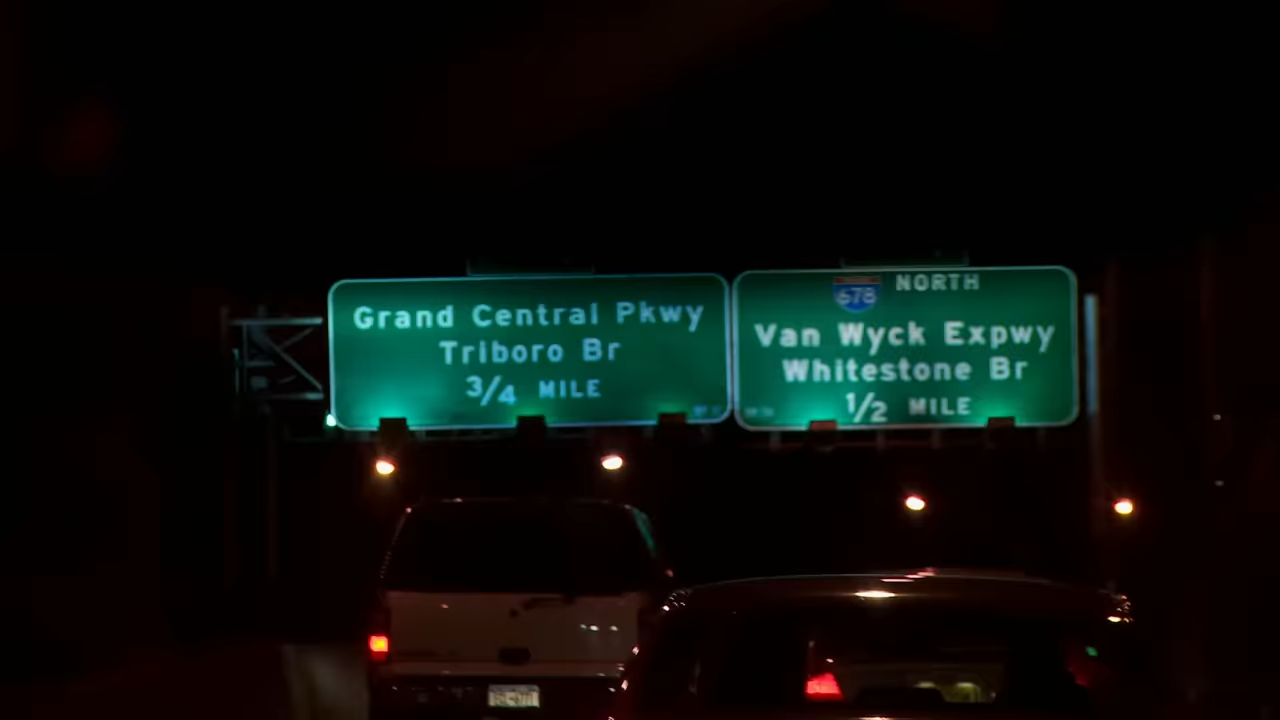 Grand Central Pkwy
Triboro Br
3/4 MILE
678 NORTH
Van Wyck Expwy
Whitestone Br
1/2 MILE